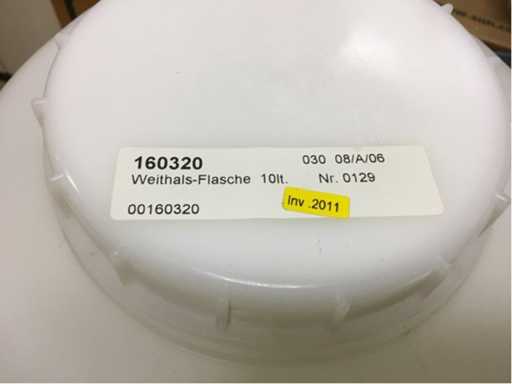 160320 030 08/A/06
Weithals-Flasche 10lt. Nr. 0129
00160320
Inv .2011